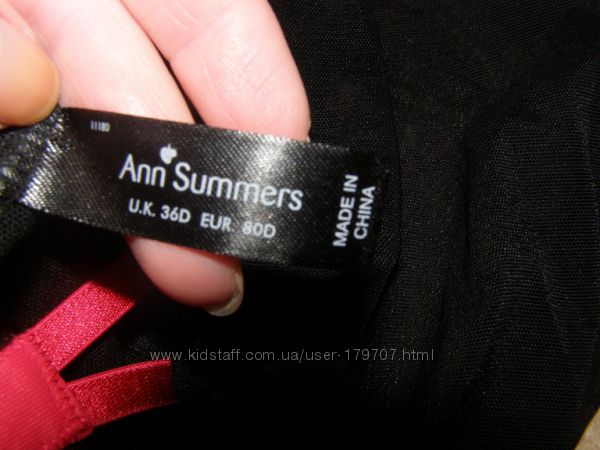 Ann Summers
U.K. 36D EUR. 80D
MADE IN
CHINA
www.kidstaff.com.ua/user-179707.html